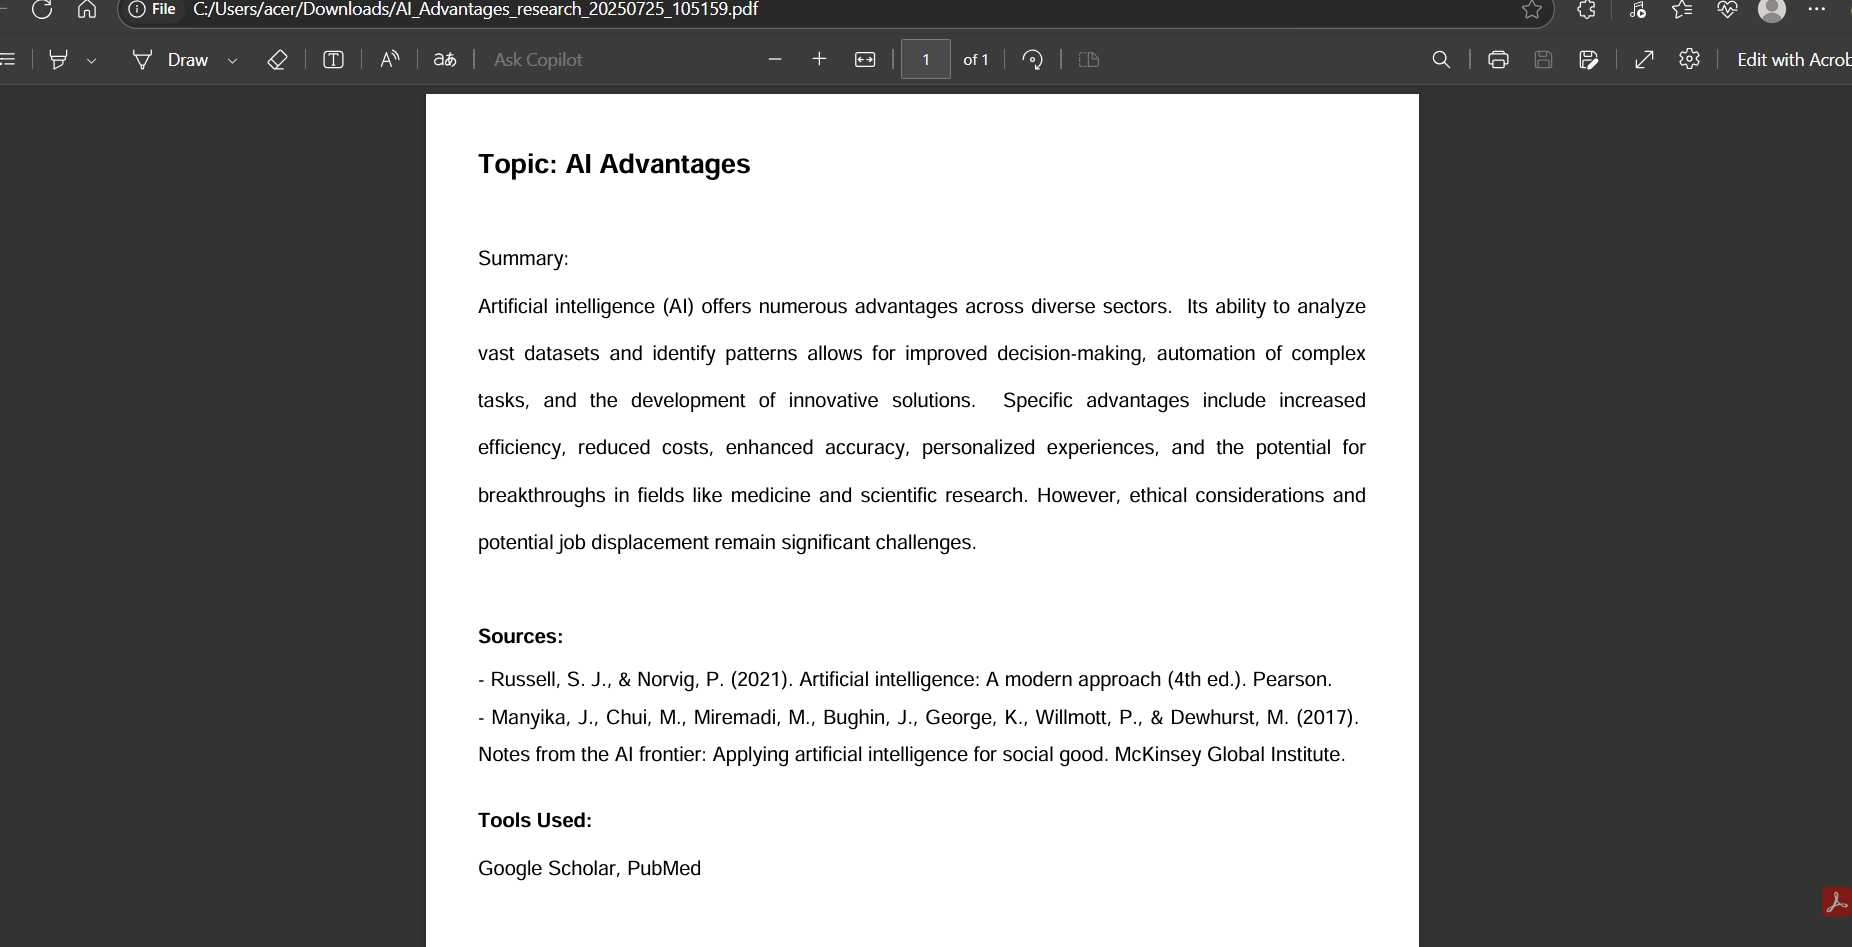 File C:/Users/acer/Downloads/AI_Advantages_research_20250725_105159.pdf
Draw
aあ
Ask Copilot
1 of 1
Edit with Acrob
Topic: AI Advantages
Summary:
Artificial intelligence (AI) offers numerous advantages across diverse sectors.  Its ability to analyze
vast datasets and identify patterns allows for improved decision-making, automation of complex
tasks, and the development of innovative solutions.  Specific advantages include increased
efficiency, reduced costs, enhanced accuracy, personalized experiences, and the potential for
breakthroughs in fields like medicine and scientific research. However, ethical considerations and
potential job displacement remain significant challenges.
Sources:
- Russell, S. J., & Norvig, P. (2021). Artificial intelligence: A modern approach (4th ed.). Pearson.
- Manyika, J., Chui, M., Miremadi, M., Bughin, J., George, K., Willmott, P., & Dewhurst, M. (2017).
Notes from the AI frontier: Applying artificial intelligence for social good. McKinsey Global Institute.
Tools Used:
Google Scholar, PubMed